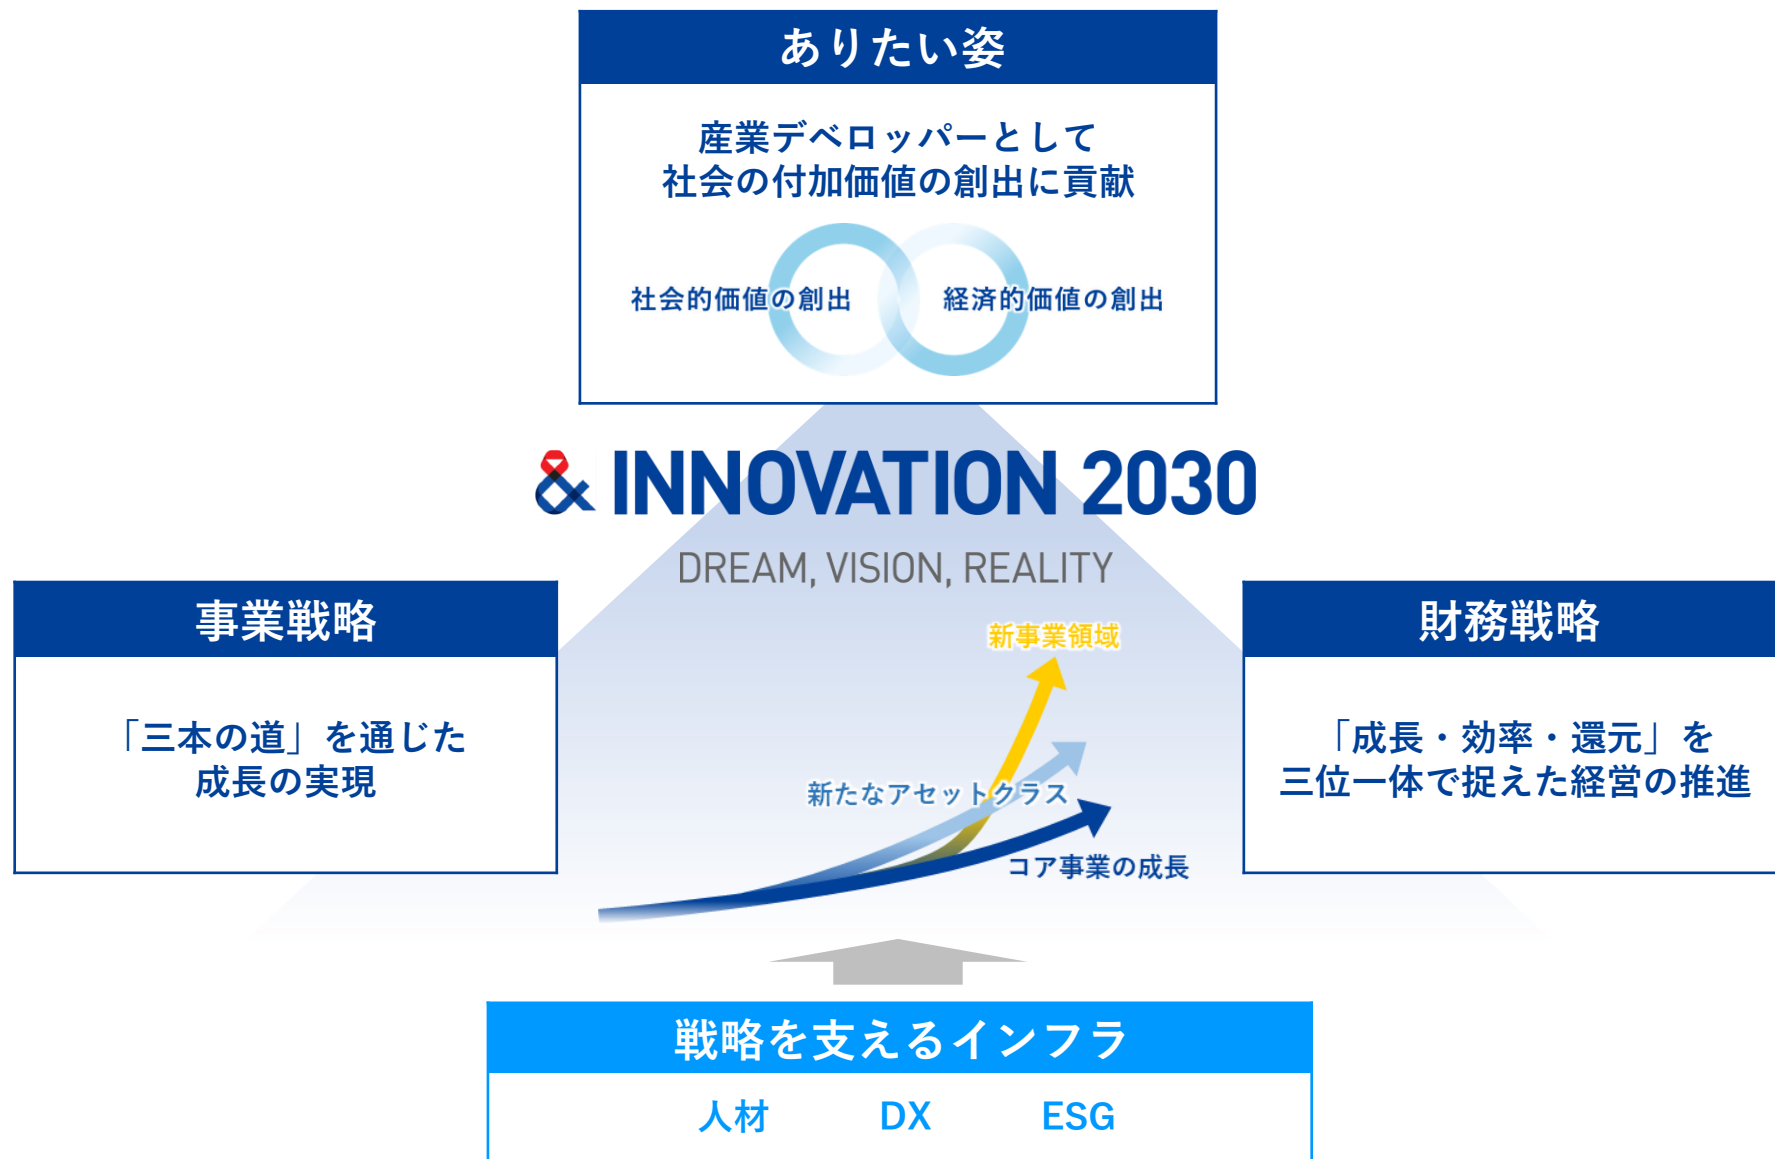 ありたい姿
産業デベロッパーとして
社会の付加価値の創出に貢献
社会的価値の創出
経済的価値の創出
& INNOVATION 2030
DREAM, VISION, REALITY
事業戦略
「三本の道」を通じた
成長の実現
新事業領域
新たなアセットクラス
コア事業の成長
財務戦略
「成長・効率・還元」を
三位一体で捉えた経営の推進
戦略を支えるインフラ
人材 DX ESG